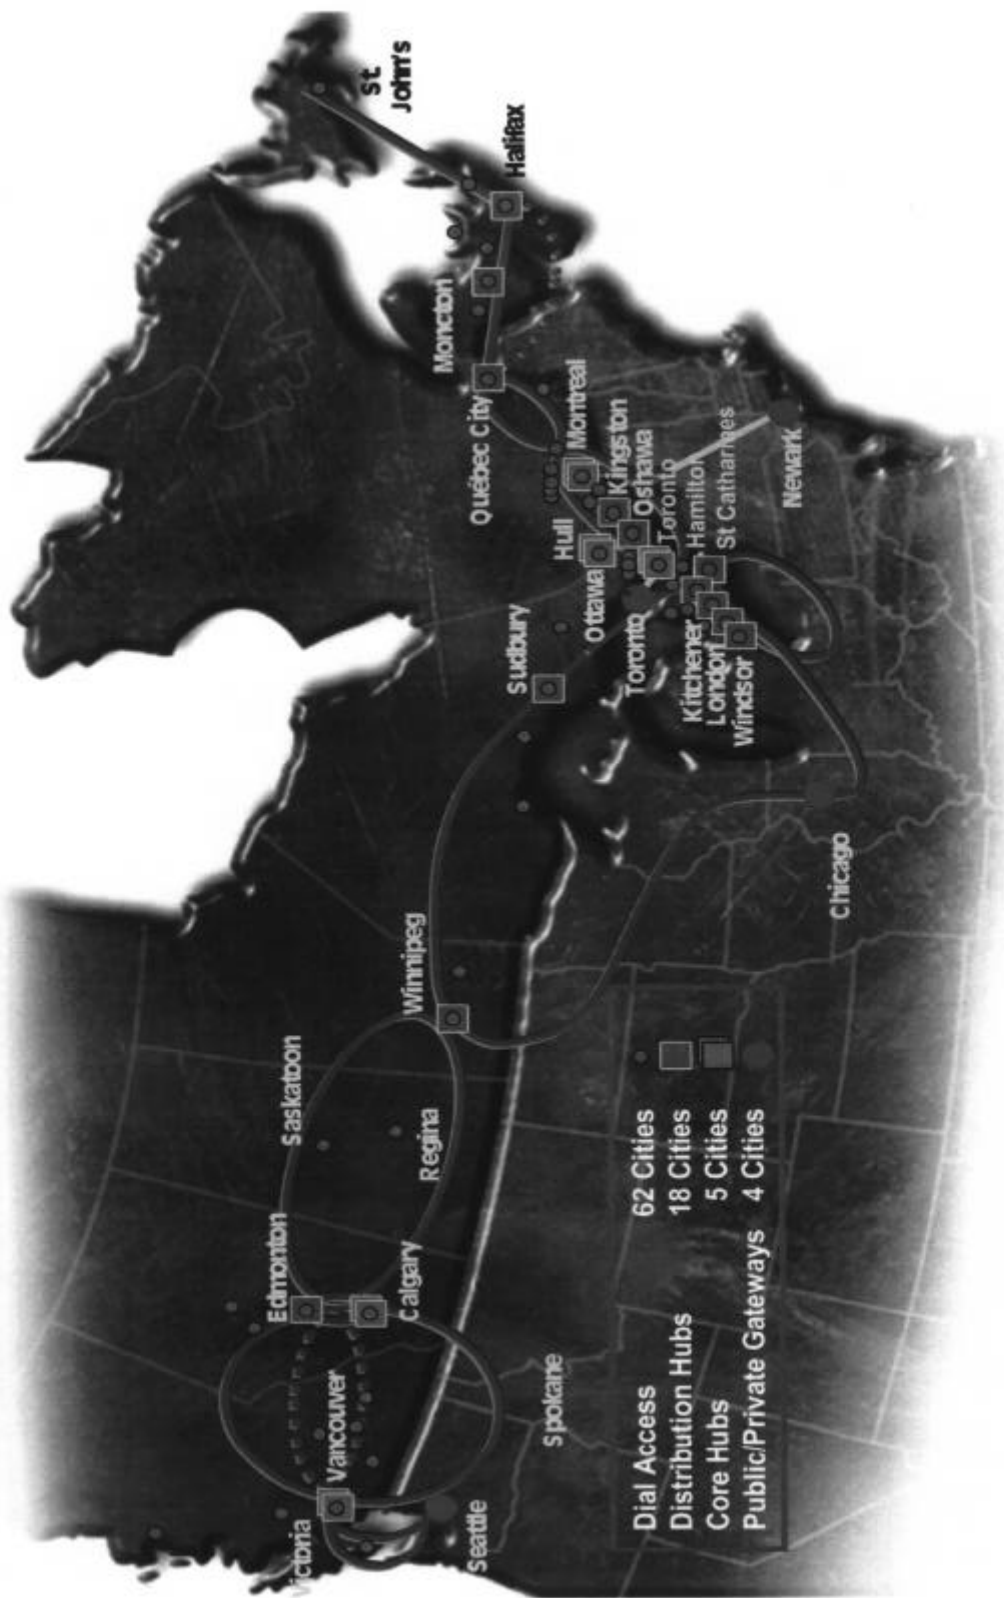 St.
John's
Halifax
Moncton
Québec City
Montreal
Kingston
Oshawa
Toronto
Hamilton
St Catharines
Newark
Hull
Ottawa
Toronto
Kitchener
London
Windsor
Sudbury
Chicago
Winnipeg
Saskatoon
Regina
Edmonton
Calgary
Vancouver
Victoria
Seattle
Spokane
Dial Access 62 Cities
Distribution Hubs 18 Cities
Core Hubs 5 Cities
Public/Private Gateways 4 Cities